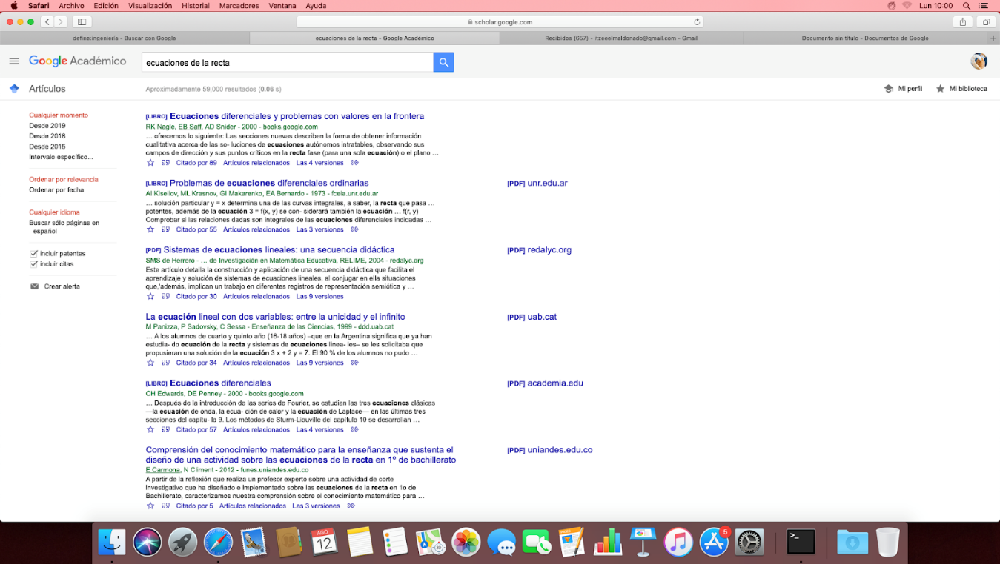 Safari Archivo Edición Visualización Historial Marcadores Ventana Ayuda Lun 10:00
scholar.google.com
define:ingeniería - Buscar con Google ecuaciones de la recta - Google Académico Recibidos (657) - itzeeelmaldonado@gmail.com - Gmail Documento sin título - Documentos de Google
Google Académico ecuaciones de la recta
Artículos Aproximadamente 59,000 resultados (0.06 s) Mi perfil Mi biblioteca
Cualquier momento
Desde 2019
Desde 2018
Desde 2015
Intervalo específico...
Ordenar por relevancia
Ordenar por fecha
Cualquier idioma
Buscar sólo páginas en
español
incluir patentes
incluir citas
Crear alerta
[LIBRO] Ecuaciones diferenciales y problemas con valores en la frontera
RK Nagle, EB Saff, AD Snider - 2000 - books.google.com
... ofrecemos lo siguiente: Las secciones nuevas describen la forma de obtener información
cualitativa acerca de las so- luciones de ecuaciones autónomos intratables, observando sus
campos de dirección y sus puntos críticos en la recta fase (para una sola ecuación) o el plano ...
Citado por 89 Artículos relacionados Las 4 versiones
[LIBRO] Problemas de ecuaciones diferenciales ordinarias [PDF] unr.edu.ar
AI Kiseliov, ML Krasnov, GI Makarenko, EA Bernardo - 1973 - fceia.unr.edu.ar
... solución particular y = x determina una de las curvas integrales, a saber, la recta que pasa ...
potentes, además de la ecuación 3 = f(x, y) se con- siderará también la ecuación ... f(r, y)
Comprobar si las relaciones dadas son integrales de las ecuaciones diferenciales indicadas ...
Citado por 55 Artículos relacionados Las 3 versiones
[PDF] Sistemas de ecuaciones lineales: una secuencia didáctica [PDF] redalyc.org
SMS de Herrero - ... de Investigación en Matemática Educativa, RELIME, 2004 - redalyc.org
Este artículo detalla la construcción y aplicación de una secuencia didáctica que facilita el
aprendizaje y solución de sistemas de ecuaciones lineales, al conjugar en ella situaciones
que,'además, implican un trabajo en diferentes registros de representación semiótica y ...
Citado por 30 Artículos relacionados Las 9 versiones
La ecuación lineal con dos variables: entre la unicidad y el infinito [PDF] uab.cat
M Panizza, P Sadovsky, C Sessa - Enseñanza de las Ciencias, 1999 - ddd.uab.cat
... A los alumnos de cuarto y quinto año (16-18 años) –que en la Argentina significa que ya han
estudia- do ecuación de la recta y sistemas de ecuaciones linea- les– se les solicitaba que
propusieran una solución de la ecuación 3 x + 2 y = 7. El 90 % de los alumnos no pudo ...
Citado por 34 Artículos relacionados Las 9 versiones
[LIBRO] Ecuaciones diferenciales [PDF] academia.edu
CH Edwards, DE Penney - 2000 - books.google.com
... Después de la introducción de las series de Fourier, se estudian las tres ecuaciones clásicas
—la ecuación de onda, la ecua- ción de calor y la ecuación de Laplace— en las últimas tres
secciones del capítu- lo 9. Los métodos de Sturm-Liouville del capítulo 10 se desarrollan ...
Citado por 57 Artículos relacionados Las 4 versiones
Comprensión del conocimiento matemático para la enseñanza que sustenta el [PDF] uniandes.edu.co
diseño de una actividad sobre las ecuaciones de la recta en 1º de bachillerato
E Carmona, N Climent - 2012 - funes.uniandes.edu.co
A partir de la reflexión que realiza un profesor experto sobre una actividad de corte
investigativo que ha diseñado e implementado sobre las ecuaciones de la recta en 1o de
Bachillerato, caracterizamos nuestra comprensión sobre el conocimiento matemático para ...
Citado por 5 Artículos relacionados Las 3 versiones
AGO
12
5